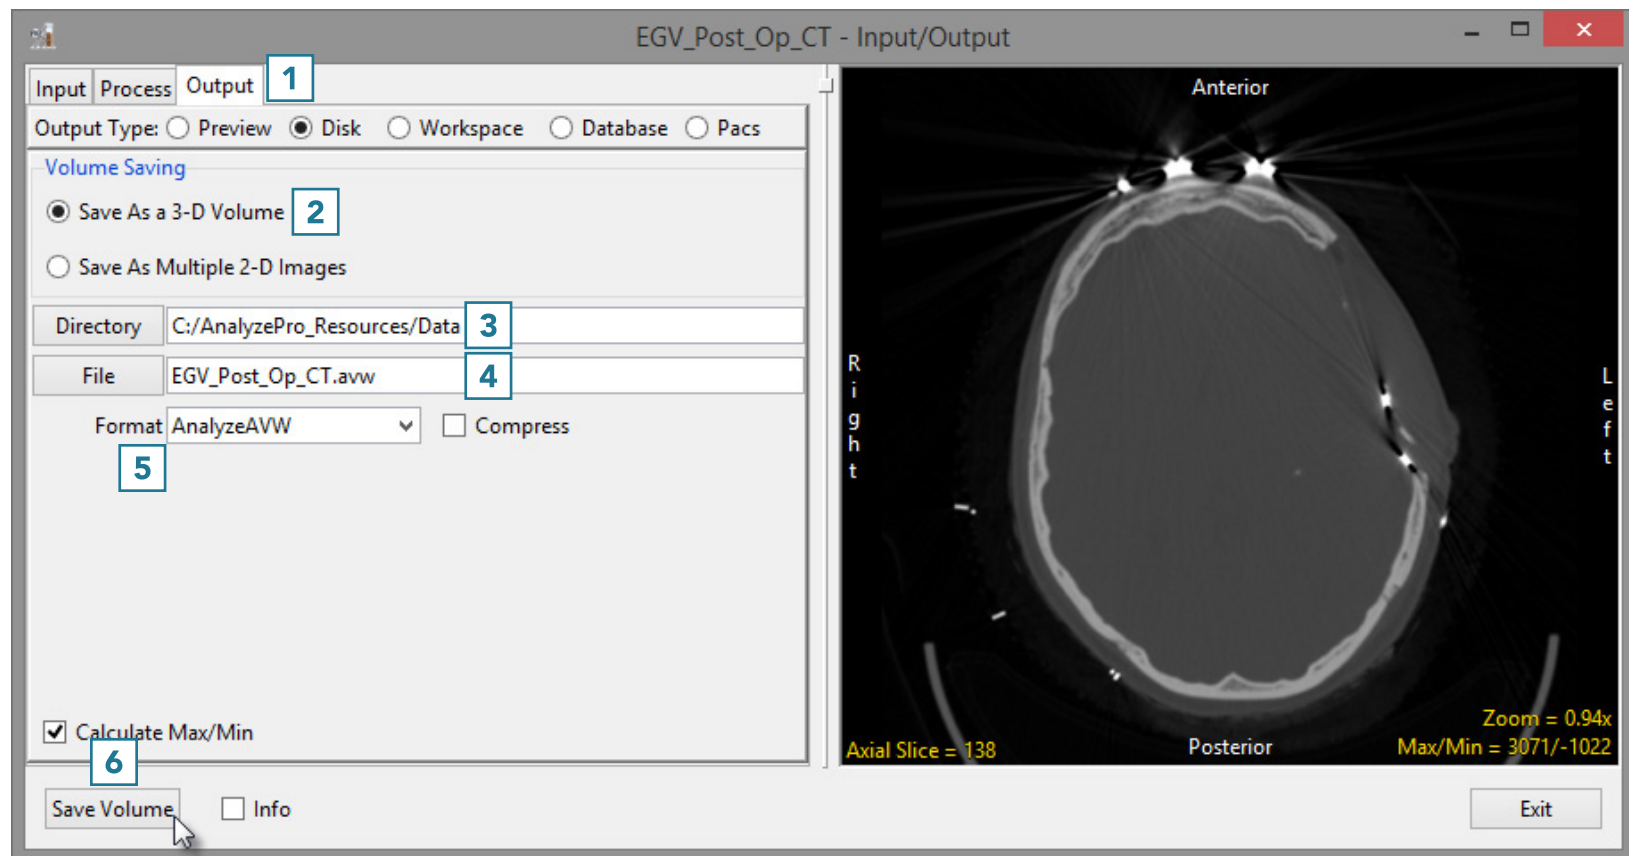 EGV_Post_Op_CT - Input/Output
Input Process Output 1
Output Type: Preview Disk Workspace Database Pacs
Volume Saving
Save As a 3-D Volume 2
Save As Multiple 2-D Images
Directory C:/AnalyzePro_Resources/Data 3
File EGV_Post_Op_CT.avw 4
Format AnalyzeAVW Compress
5
Calculate Max/Min
6
Save Volume Info
Anterior
Right
Left
Zoom = 0.94x
Axial Slice = 138 Posterior Max/Min = 3071/-1022
Exit